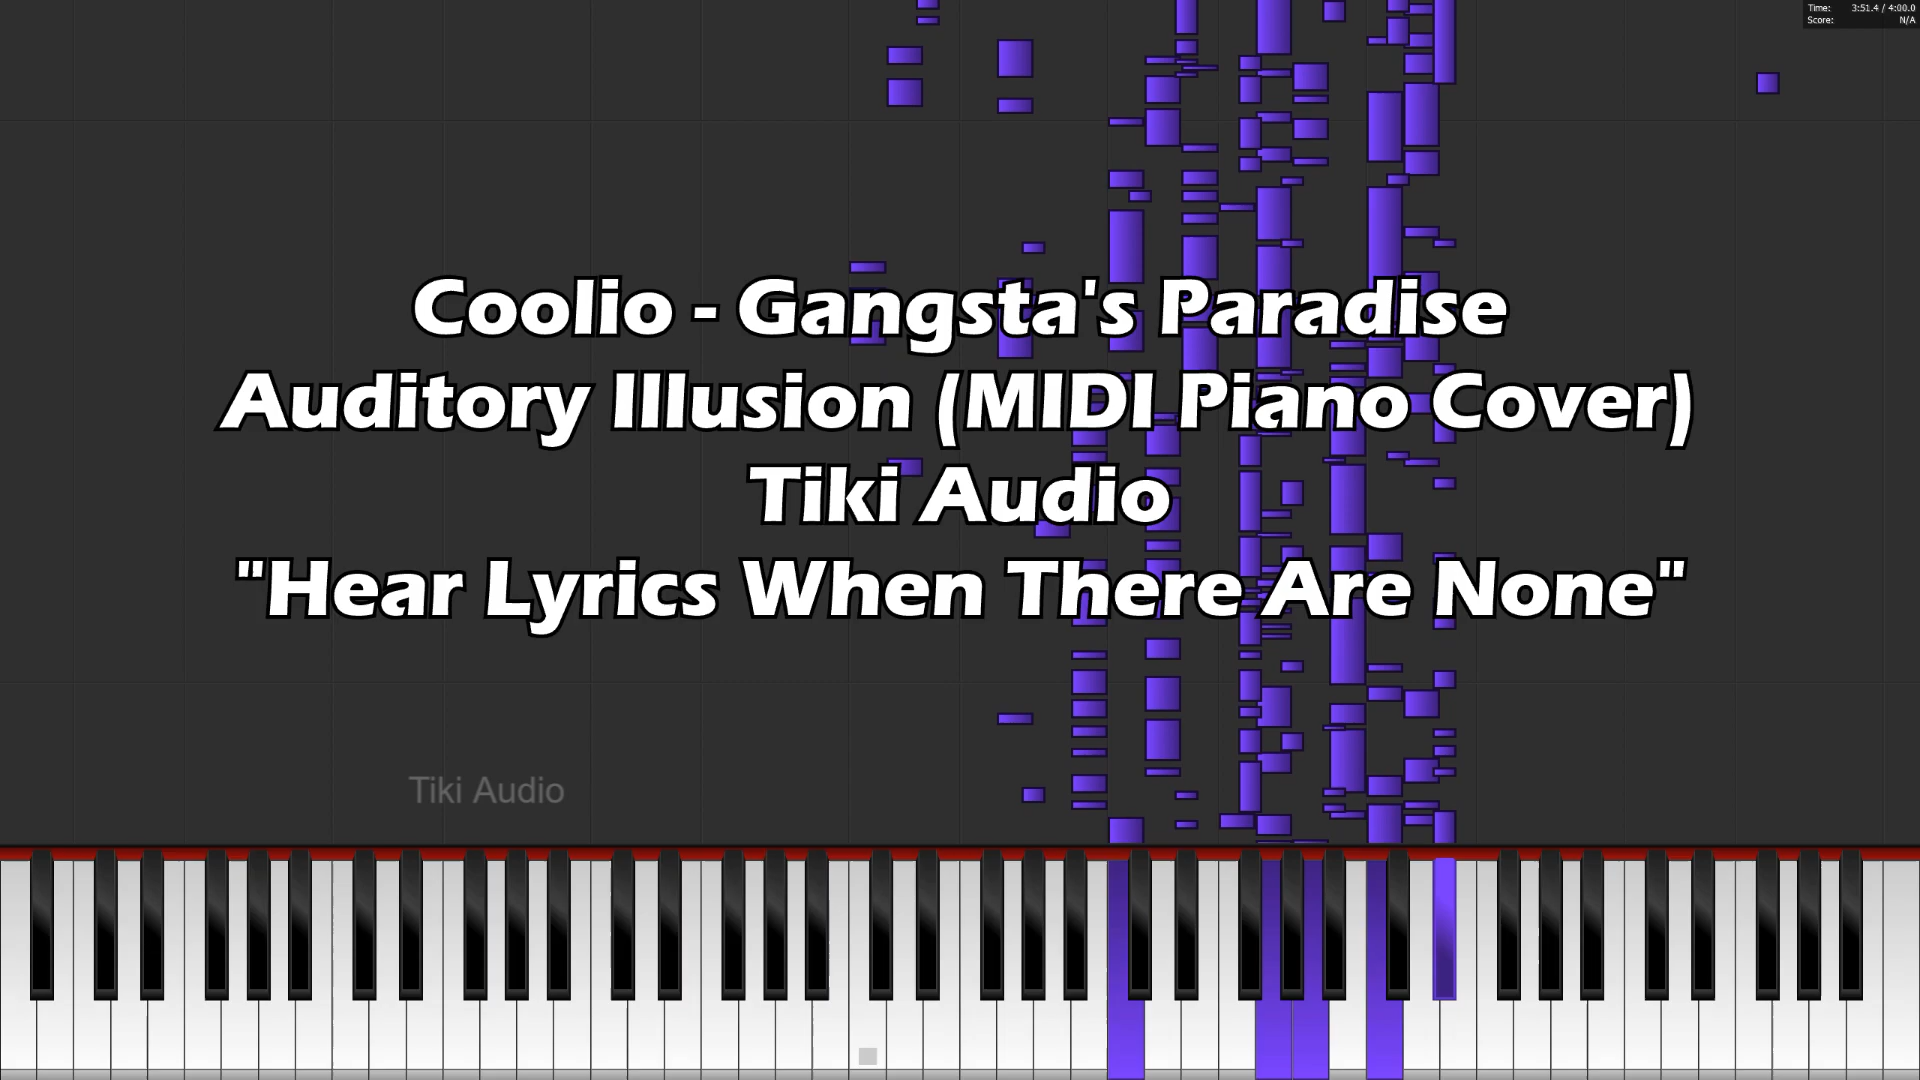 Time: 3:51.4 / 4:00.0
Score: N/A
Coolio - Gangsta's Paradise
Auditory Illusion (MIDI Piano Cover)
Tiki Audio
"Hear Lyrics When There Are None"
Tiki Audio